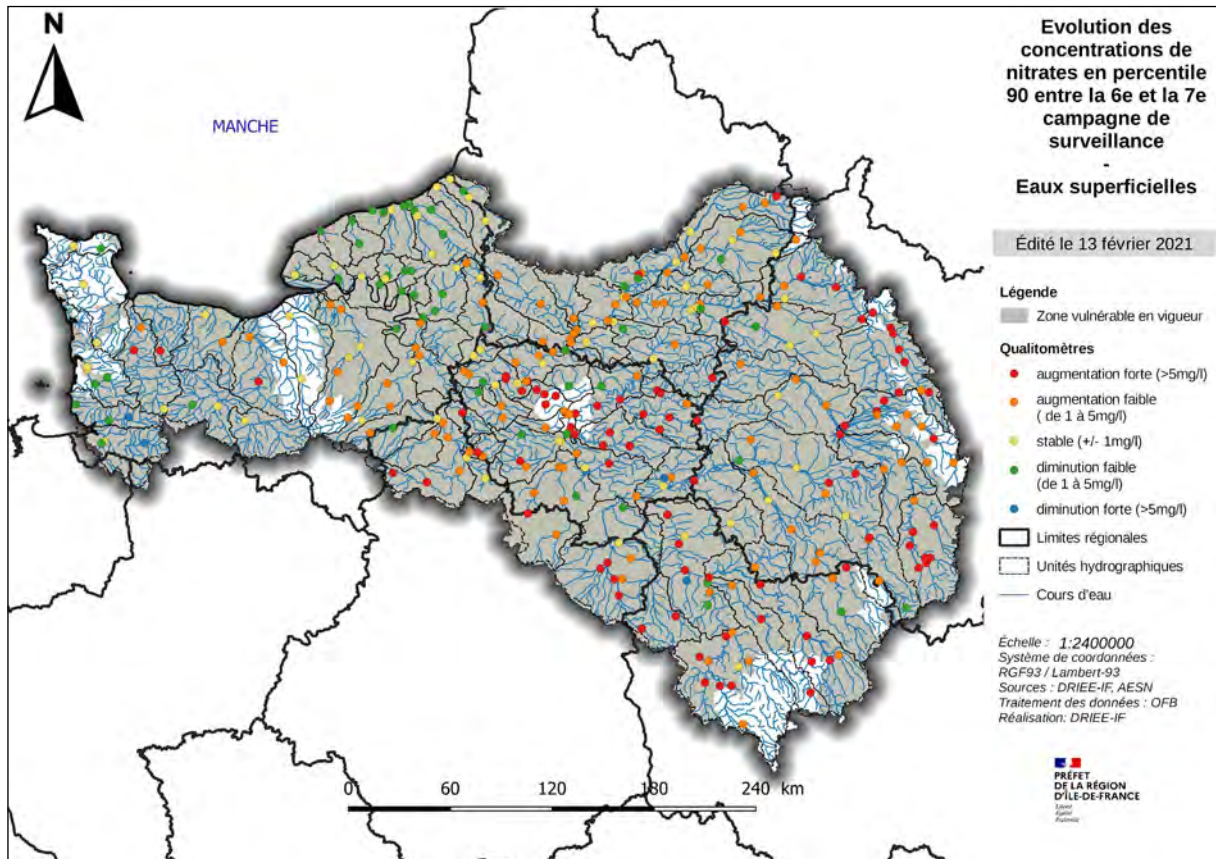 N
MANCHE
Evolution des
concentrations de
nitrates en percentile
90 entre la 6e et la 7e
campagne de
surveillance
-
Eaux superficielles
Édité le 13 février 2021
Légende
Zone vulnérable en vigueur
Qualitomètres
augmentation forte (>5mg/l)
augmentation faible
( de 1 à 5mg/l)
stable (+/- 1mg/l)
diminution faible
(de 1 à 5mg/l)
diminution forte (>5mg/l)
Limites régionales
Unités hydrographiques
Cours d'eau
Échelle : 1:2400000
Système de coordonnées :
RGF93 / Lambert-93
Sources : DRIEE-IF, AESN
Traitement des données : OFB
Réalisation: DRIEE-IF
0 60 120 180 240 km
PRÉFET
DE LA RÉGION
D'ÎLE-DE-FRANCE
Liberté
Égalité
Fraternité